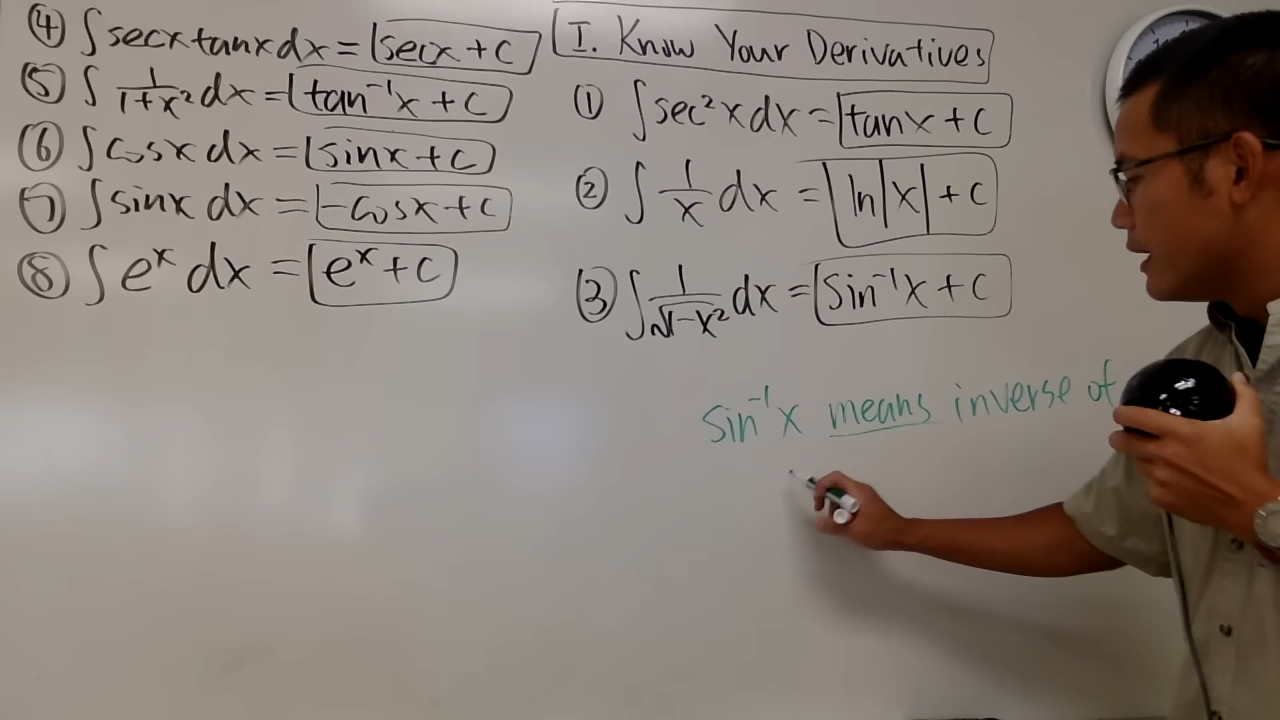 I. Know Your Derivatives
① ∫sec²x dx = tanx + C
② ∫ 1/x dx = ln|x| + C
③ ∫ 1/√(1-x²) dx = sin⁻¹x + C
④ ∫secx tanx dx = secx + C
⑤ ∫ 1/(1+x²) dx = tan⁻¹x + C
⑥ ∫cosx dx = sinx + C
⑦ ∫sinx dx = -cosx + C
⑧ ∫eˣ dx = eˣ + C
sin⁻¹x means inverse of